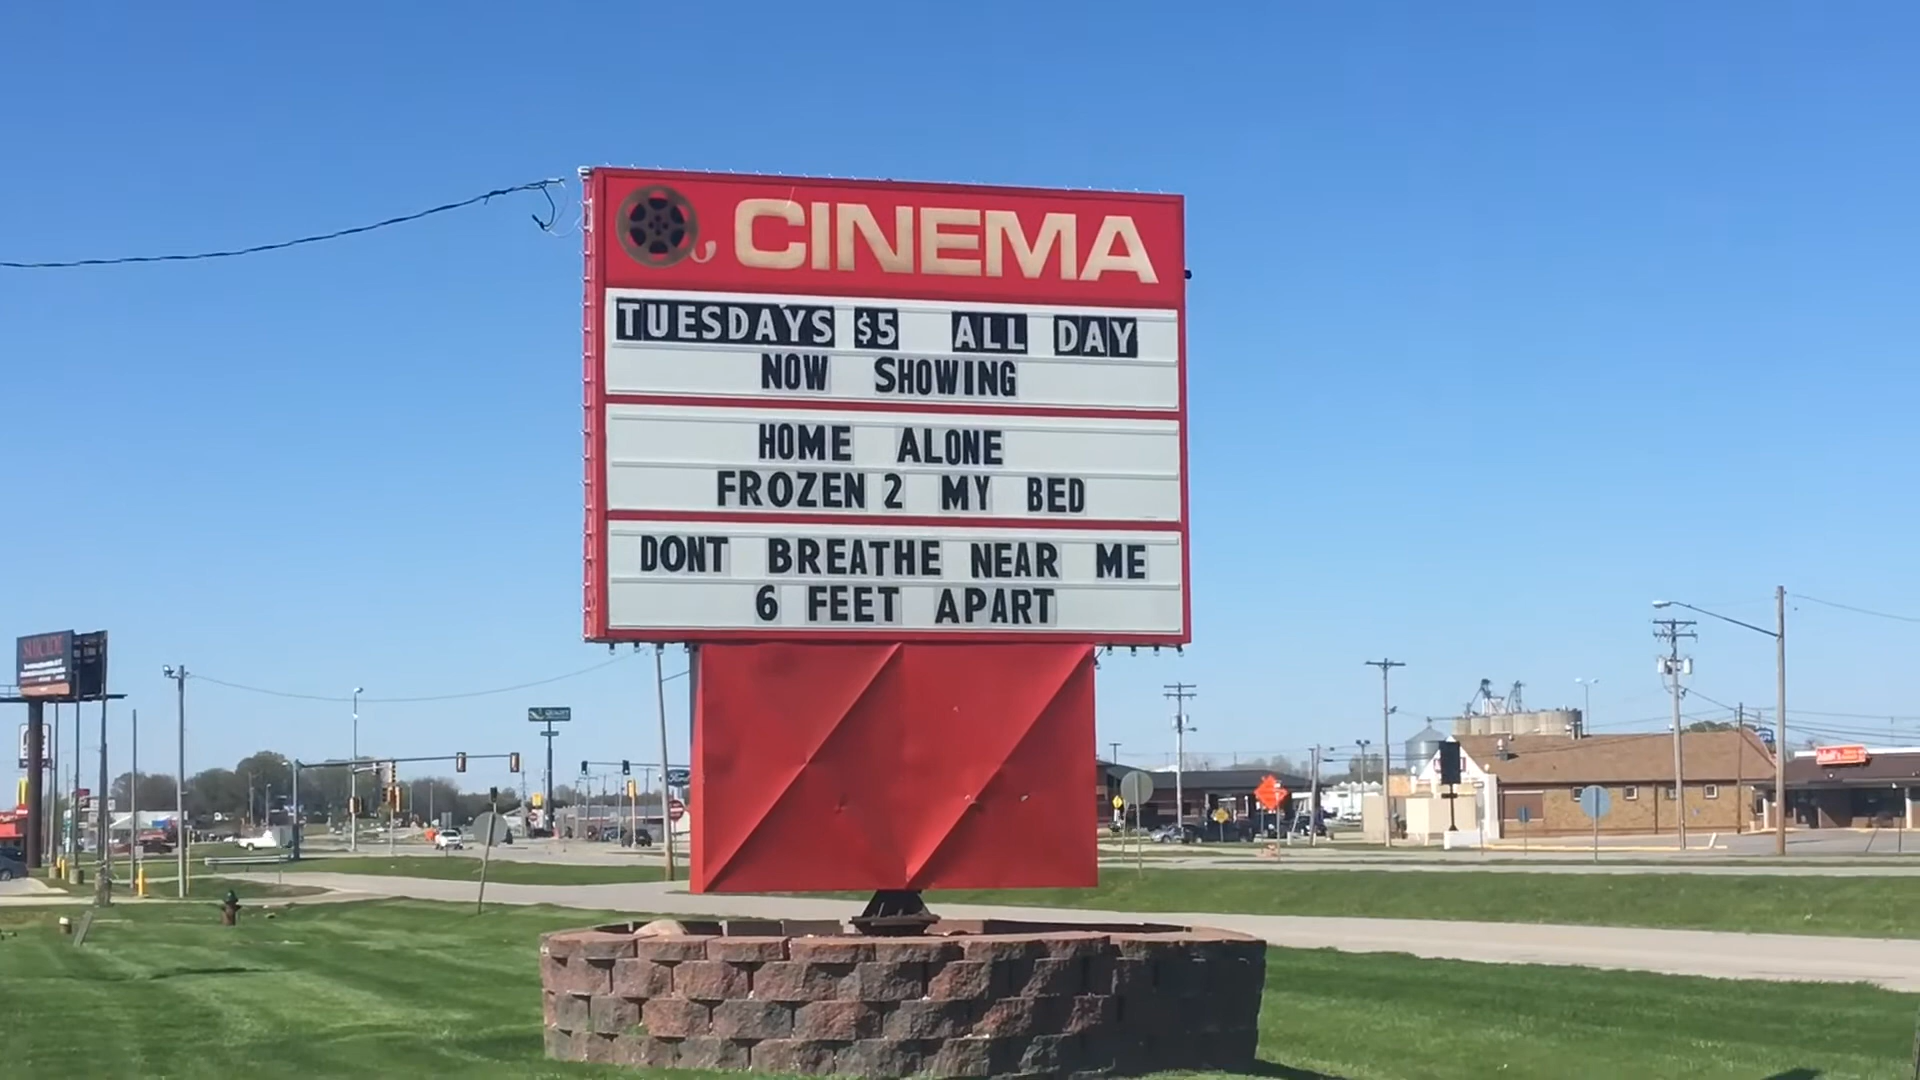 CINEMA
TUESDAYS $5 ALL DAY
NOW SHOWING
HOME ALONE
FROZEN 2 MY BED
DONT BREATHE NEAR ME
6 FEET APART
Ford